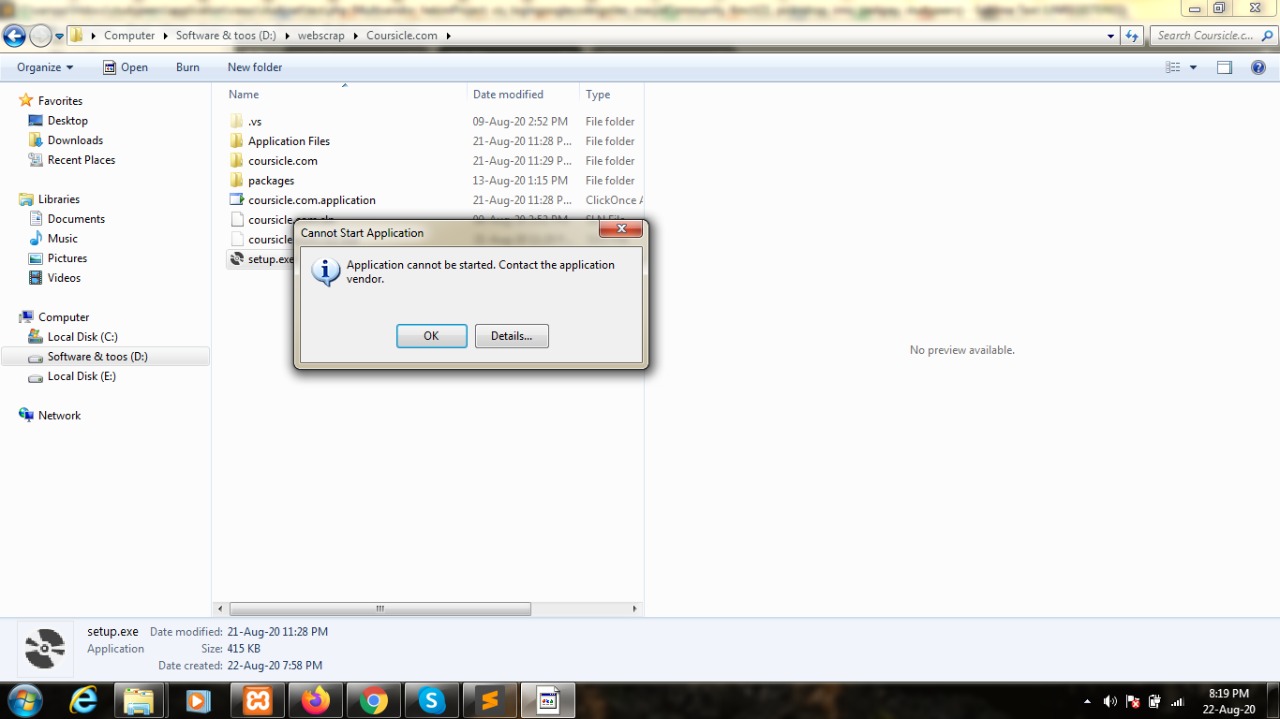 Computer Software & toos (D:) webscrap Coursicle.com
Search Coursicle.c...
Organize Open Burn New folder
Favorites
Desktop
Downloads
Recent Places
Libraries
Documents
Music
Pictures
Videos
Computer
Local Disk (C:)
Software & toos (D:)
Local Disk (E:)
Network
Name Date modified Type
.vs 09-Aug-20 2:52 PM File folder
Application Files 21-Aug-20 11:28 P... File folder
coursicle.com 21-Aug-20 11:29 P... File folder
packages 13-Aug-20 1:15 PM File folder
coursicle.com.application 21-Aug-20 11:28 P... ClickOnce A
coursicle
setup.exe
Cannot Start Application
Application cannot be started. Contact the application
vendor.
OK Details...
No preview available.
setup.exe Date modified: 21-Aug-20 11:28 PM
Application Size: 415 KB
Date created: 22-Aug-20 7:58 PM
8:19 PM
22-Aug-20